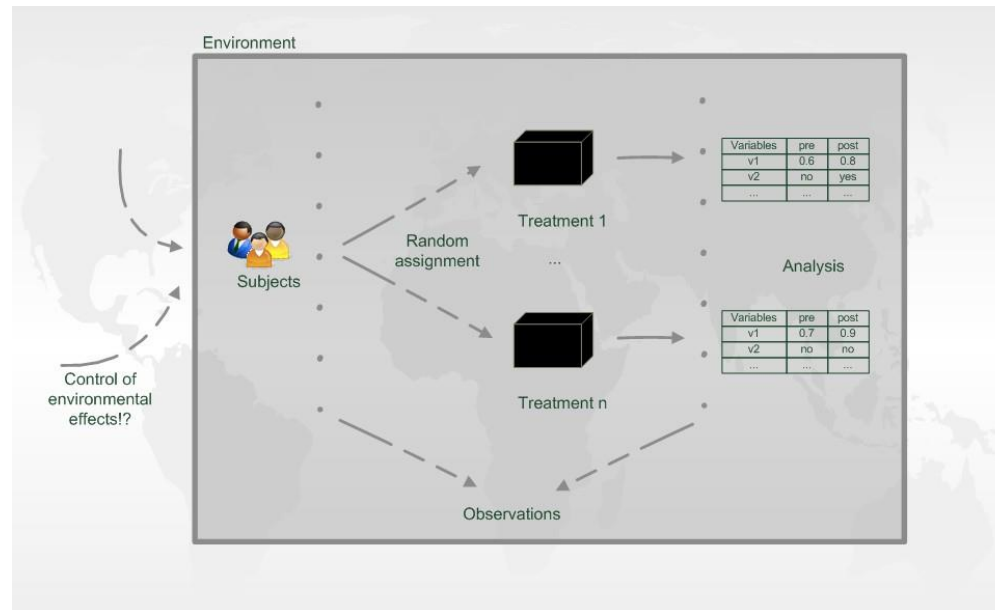 Environment
Variables pre post
v1 0.6 0.8
v2 no yes
... ... ...
Treatment 1
Random
assignment
...
Subjects
Analysis
Variables pre post
v1 0.7 0.9
v2 no no
... ... ...
Control of
environmental
effects!?
Treatment n
Observations